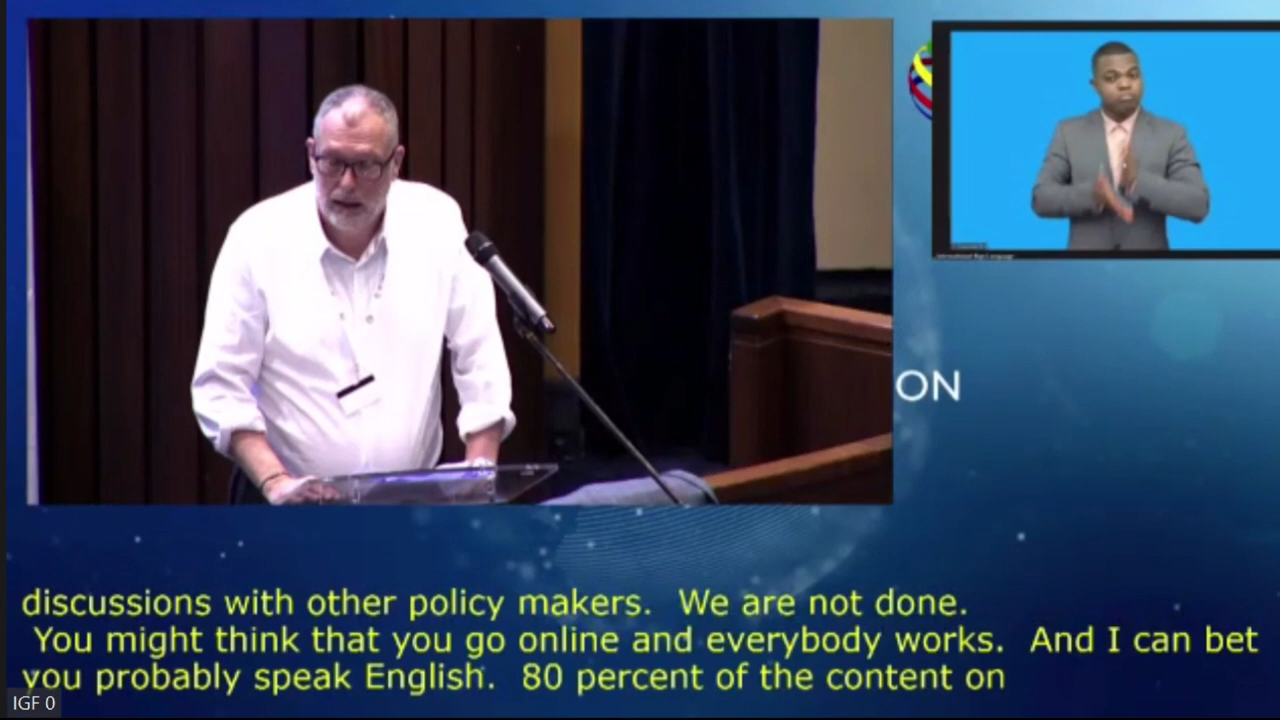 ON
discussions with other policy makers.  We are not done.
You might think that you go online and everybody works.  And I can bet
you probably speak English.  80 percent of the content on
IGF 0